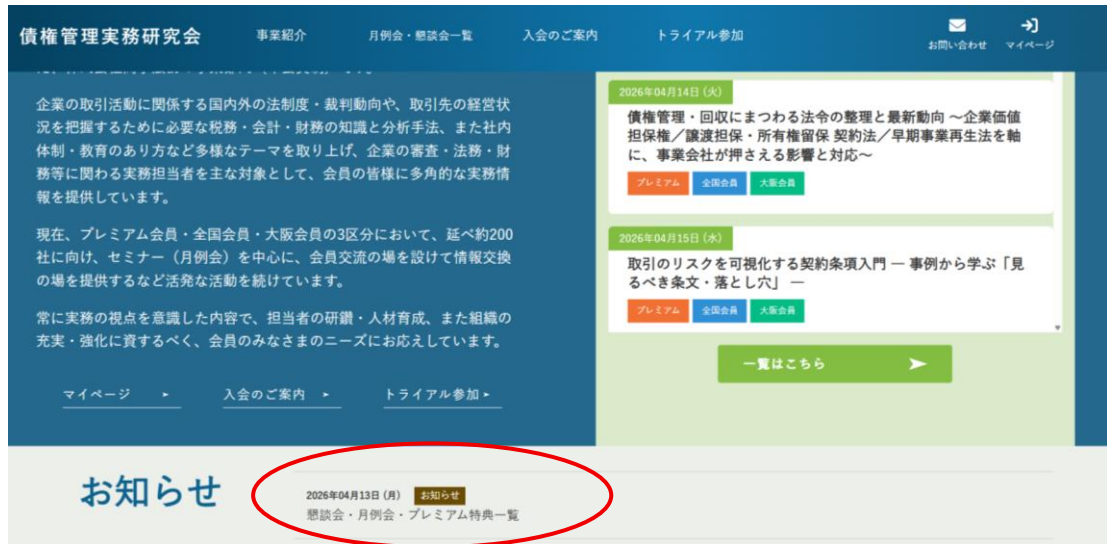 債権管理実務研究会
事業紹介
月例会・懇談会一覧
入会のご案内
トライアル参加
お問い合わせ
マイページ
企業の取引活動に関係する国内外の法制度・裁判動向や、取引先の経営状
況を把握するために必要な税務・会計・財務の知識と分析手法、また社内
体制・教育のあり方など多様なテーマを取り上げ、企業の審査・法務・財
務等に関わる実務担当者を主な対象として、会員の皆様に多角的な実務情
報を提供しています。
現在、プレミアム会員・全国会員・大阪会員の3区分において、延べ約200
社に向け、セミナー（月例会）を中心に、会員交流の場を設けて情報交換
の場を提供するなど活発な活動を続けています。
常に実務の視点を意識した内容で、担当者の研鑽・人材育成、また組織の
充実・強化に資するべく、会員のみなさまのニーズにお応えしています。
マイページ
入会のご案内
トライアル参加
2026年04月14日（火）
債権管理・回収にまつわる法令の整理と最新動向 ～企業価値
担保権／譲渡担保・所有権留保 契約法／早期事業再生法を軸
に、事業会社が押さえる影響と対応～
プレミアム 全国会員 大阪会員
2026年04月15日（水）
取引のリスクを可視化する契約条項入門 ― 事例から学ぶ「見
るべき条文・落とし穴」 ―
プレミアム 全国会員 大阪会員
一覧はこちら
お知らせ
2026年04月13日（月） お知らせ
懇談会・月例会・プレミアム特典一覧